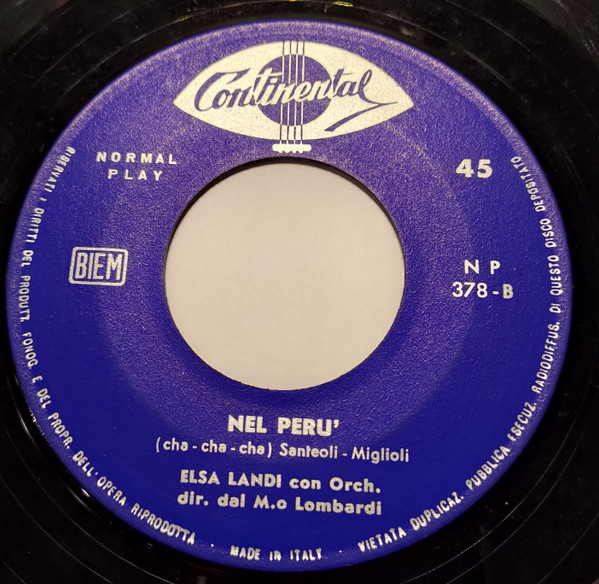 Continental
NORMAL
PLAY
45
BIEM
N P
378-B
NEL PERU'
(cha-cha-cha) Santeoli - Miglioli
ELSA LANDI con Orch.
dir. dal M.o Lombardi
RISERVATI I DIRITTI DEL PRODUTT. FONOG. E DEL PROPR. DELL'OPERA RIPRODOTTA · MADE IN ITALY · VIETATA DUPLICAZ. PUBBLICA ESECUZ. RADIODIFFUS. DI QUESTO DISCO DEPOSITATO